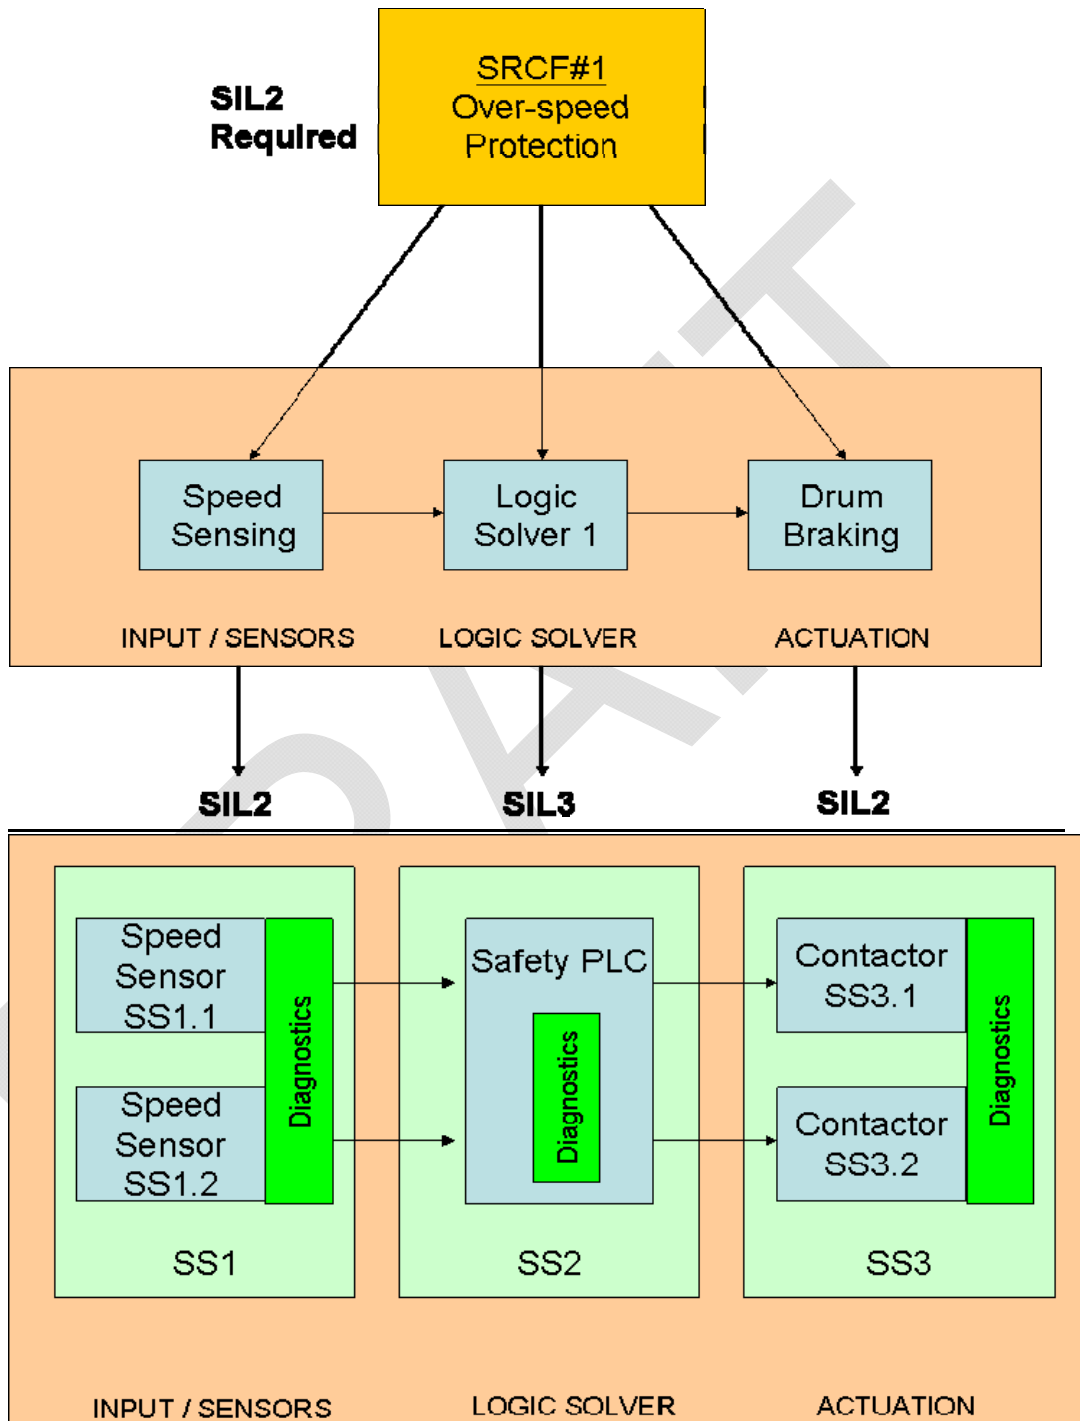 SRCF#1
Over-speed
Protection
SIL2
Required
Speed
Sensing
Logic
Solver 1
Drum
Braking
INPUT / SENSORS
LOGIC SOLVER
ACTUATION
SIL2
SIL3
SIL2
Speed
Sensor
SS1.1
Diagnostics
Speed
Sensor
SS1.2
SS1
Safety PLC
Diagnostics
SS2
Contactor
SS3.1
Diagnostics
Contactor
SS3.2
SS3
INPUT / SENSORS
LOGIC SOLVER
ACTUATION
DRAFT